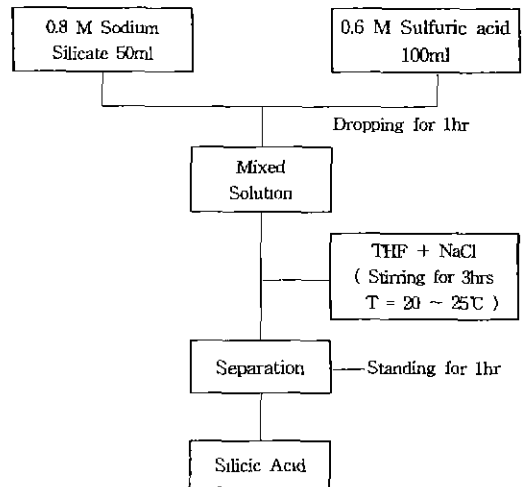 0.8 M Sodium
Silicate 50ml
0.6 M Sulfuric acid
100ml
Dropping for 1hr
Mixed
Solution
THF + NaCl
( Stirring for 3hrs
T = 20 ~ 25℃ )
Separation
Standing for 1hr
Silicic Acid